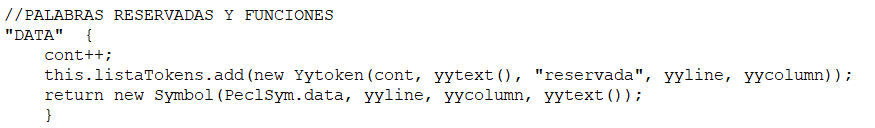 //PALABRAS RESERVADAS Y FUNCIONES
"DATA"  {
    cont++;
    this.listaTokens.add(new Yytoken(cont, yytext(), "reservada", yyline, yycolumn));
    return new Symbol(PeclSym.data, yyline, yycolumn, yytext());
    }